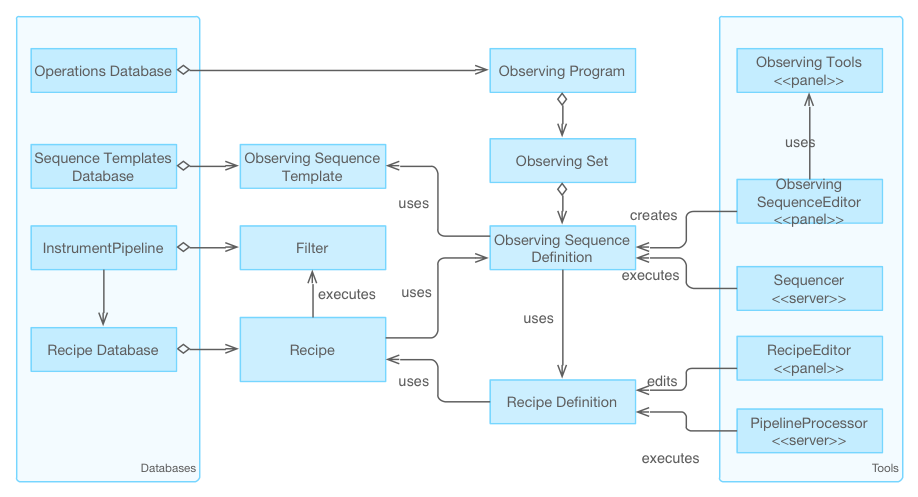 Operations Database
Observing Program
Observing Tools
<<panel>>
uses
Sequence Templates
Database
Observing Sequence
Template
Observing Set
uses
creates
Observing
SequenceEditor
<<panel>>
InstrumentPipeline
Filter
Observing Sequence
Definition
executes
uses
executes
Sequencer
<<server>>
uses
Recipe Database
Recipe
RecipeEditor
<<panel>>
uses
edits
Recipe Definition
PipelineProcessor
<<server>>
executes
Databases
Tools